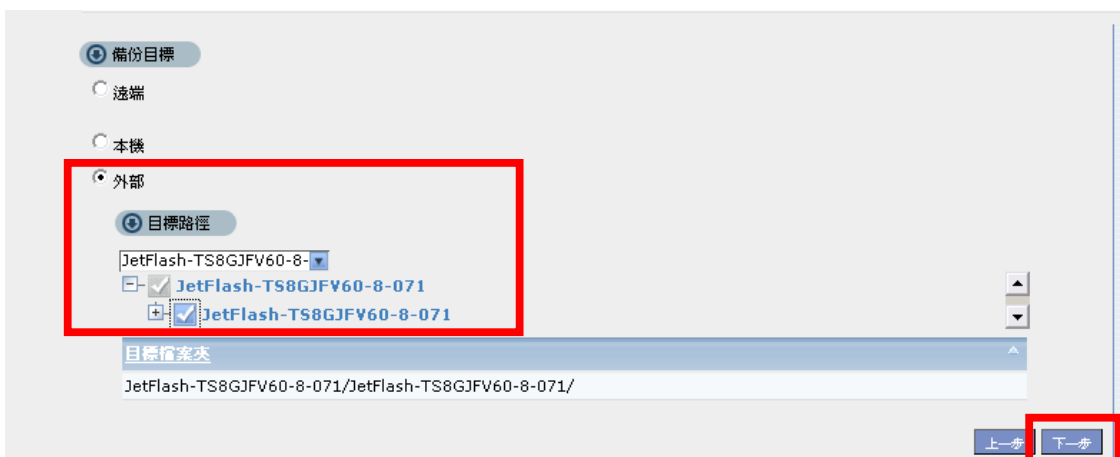 備份目標
遠端
本機
外部
目標路徑
JetFlash-TS8GJFV60-8-
JetFlash-TS8GJFV60-8-071
JetFlash-TS8GJFV60-8-071
目標檔案夾
JetFlash-TS8GJFV60-8-071/JetFlash-TS8GJFV60-8-071/
上一步 下一步